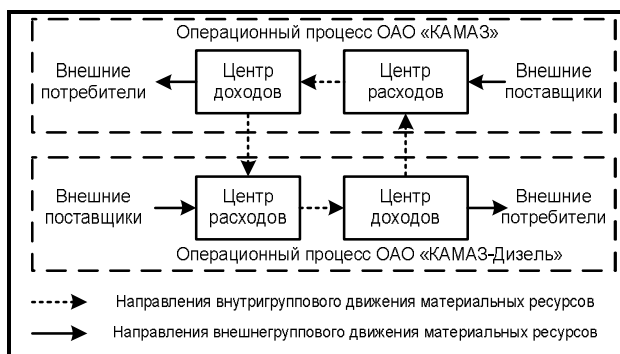 Операционный процесс ОАО «КАМАЗ»
Внешние
потребители
Центр
доходов
Центр
расходов
Внешние
поставщики
Внешние
поставщики
Центр
расходов
Центр
доходов
Внешние
потребители
Операционный процесс ОАО «КАМАЗ-Дизель»
Направления внутригруппового движения материальных ресурсов
Направления внешнегруппового движения материальных ресурсов